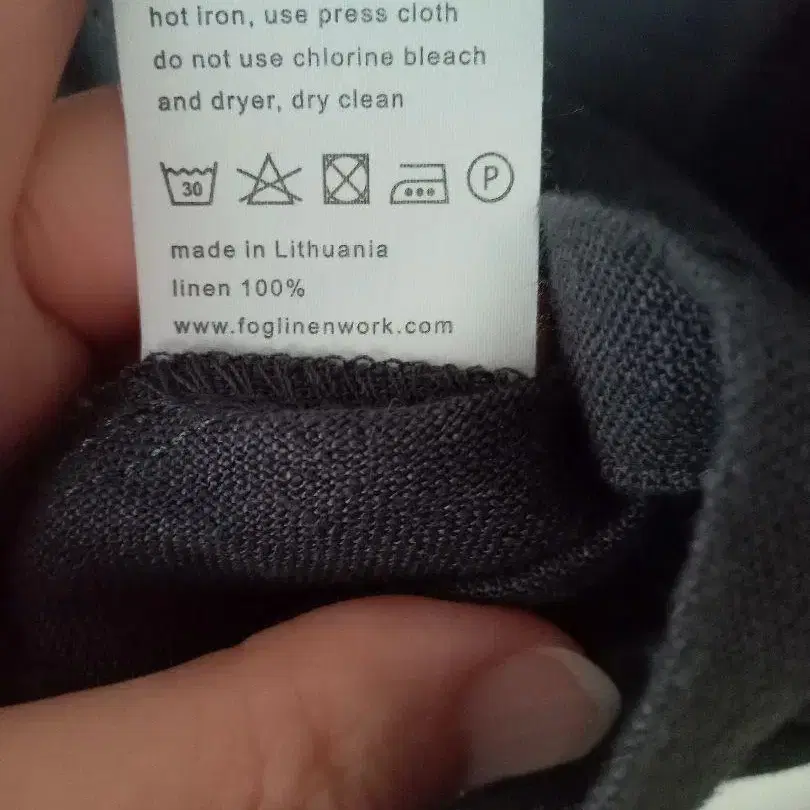 hot iron, use press cloth
do not use chlorine bleach
and dryer, dry clean
30 P
made in Lithuania
linen 100%
www.foglinenwork.com